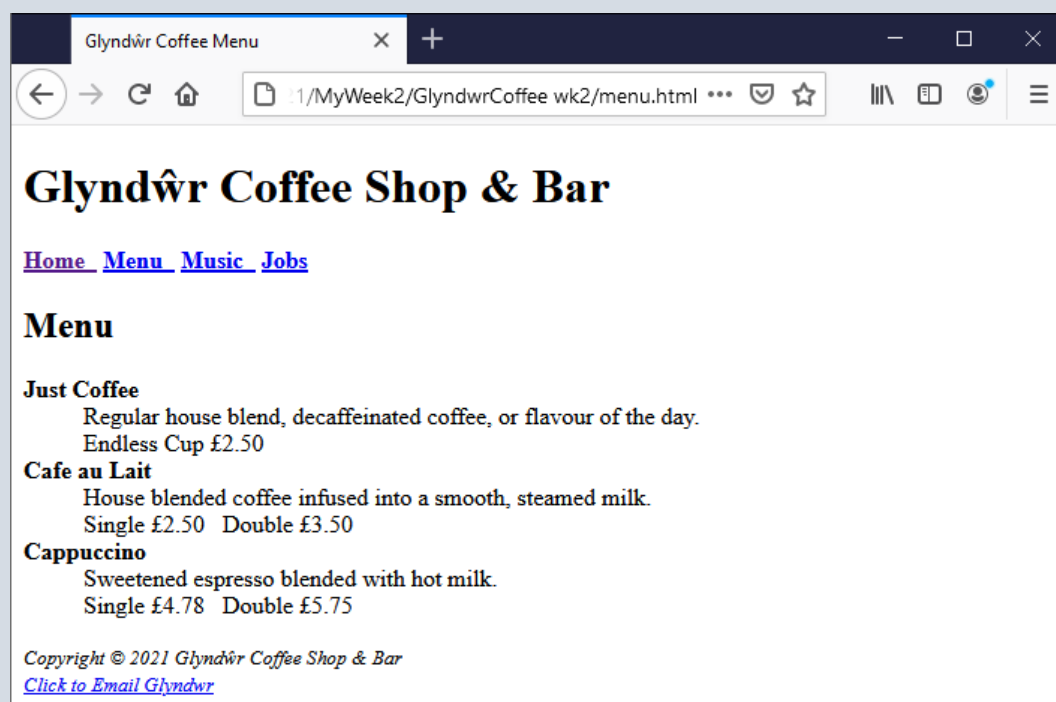 Glyndŵr Coffee Menu
1/MyWeek2/GlyndwrCoffee wk2/menu.html
Glyndŵr Coffee Shop & Bar
Home Menu Music Jobs
Menu
Just Coffee
Regular house blend, decaffeinated coffee, or flavour of the day.
Endless Cup £2.50
Cafe au Lait
House blended coffee infused into a smooth, steamed milk.
Single £2.50 Double £3.50
Cappuccino
Sweetened espresso blended with hot milk.
Single £4.78 Double £5.75
Copyright © 2021 Glyndŵr Coffee Shop & Bar
Click to Email Glyndwr